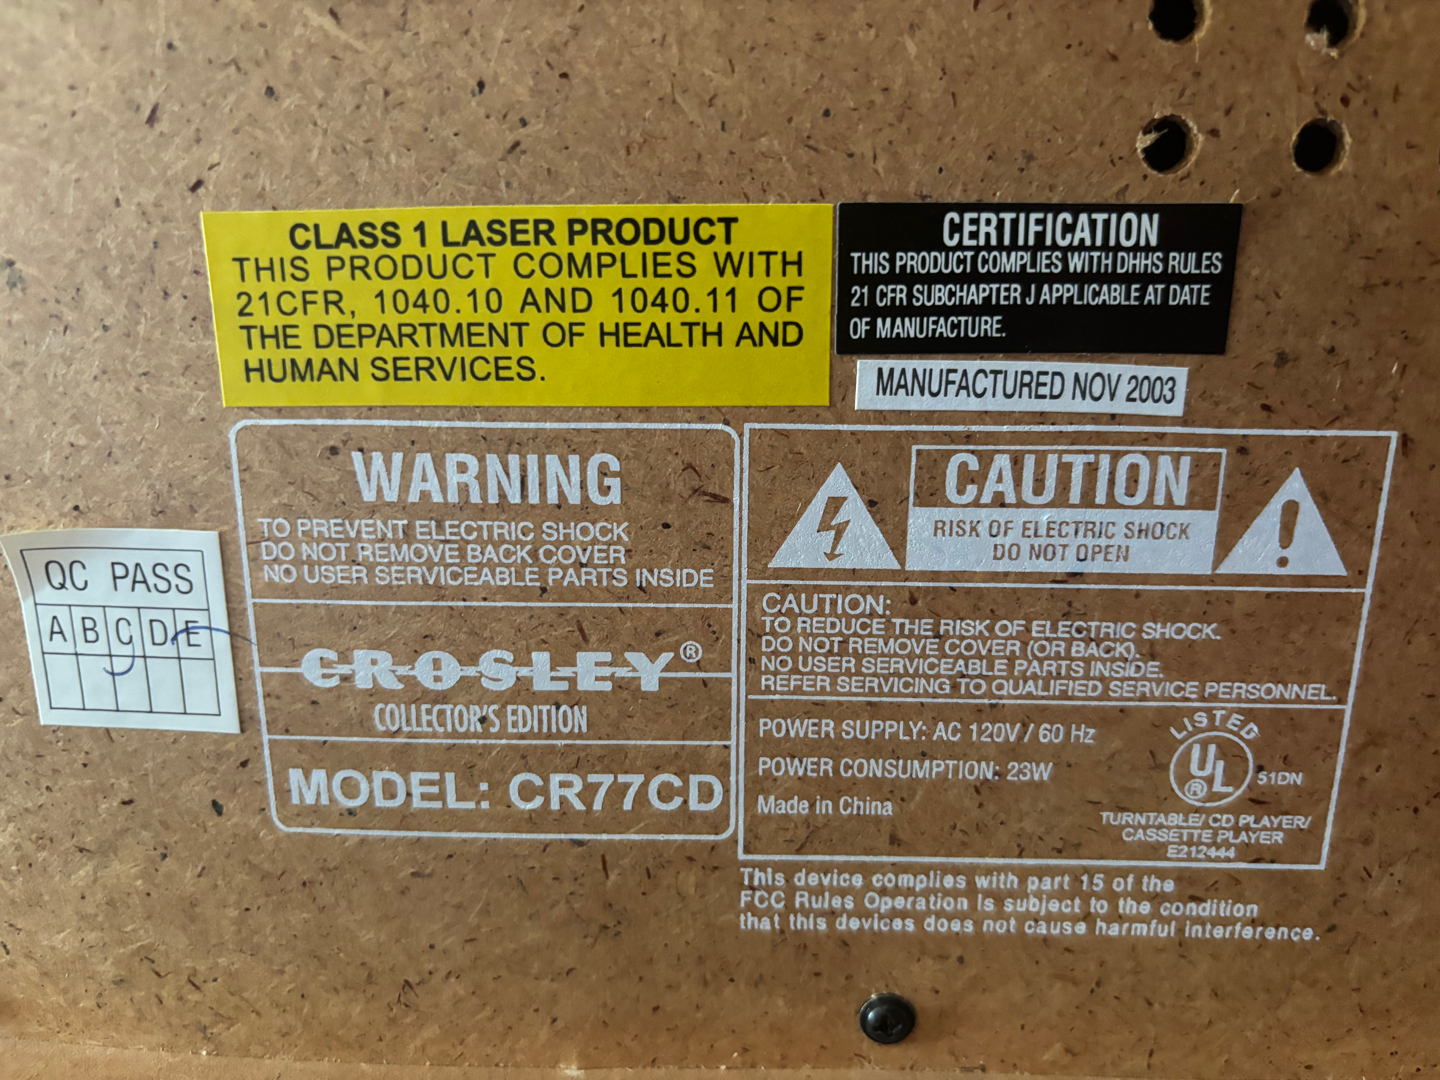 CLASS 1 LASER PRODUCT
THIS PRODUCT COMPLIES WITH
21CFR, 1040.10 AND 1040.11 OF
THE DEPARTMENT OF HEALTH AND
HUMAN SERVICES.
CERTIFICATION
THIS PRODUCT COMPLIES WITH DHHS RULES
21 CFR SUBCHAPTER J APPLICABLE AT DATE
OF MANUFACTURE.
MANUFACTURED NOV 2003
QC PASS
A B C D E
WARNING
TO PREVENT ELECTRIC SHOCK
DO NOT REMOVE BACK COVER
NO USER SERVICEABLE PARTS INSIDE
CROSLEY®
COLLECTOR'S EDITION
MODEL: CR77CD
CAUTION
RISK OF ELECTRIC SHOCK
DO NOT OPEN
CAUTION:
TO REDUCE THE RISK OF ELECTRIC SHOCK.
DO NOT REMOVE COVER (OR BACK).
NO USER SERVICEABLE PARTS INSIDE.
REFER SERVICING TO QUALIFIED SERVICE PERSONNEL.
POWER SUPPLY: AC 120V / 60 Hz
POWER CONSUMPTION: 23W
Made in China
LISTED
UL ®
51DN
TURNTABLE/ CD PLAYER/
CASSETTE PLAYER
E212444
This device complies with part 15 of the
FCC Rules Operation is subject to the condition
that this devices does not cause harmful interference.